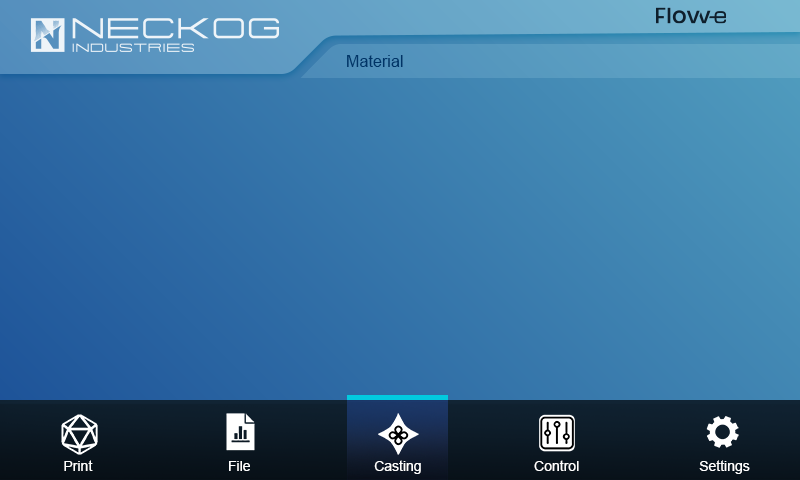 NECKOG
INDUSTRIES
Flow-e
Material
Print
File
Casting
Control
Settings